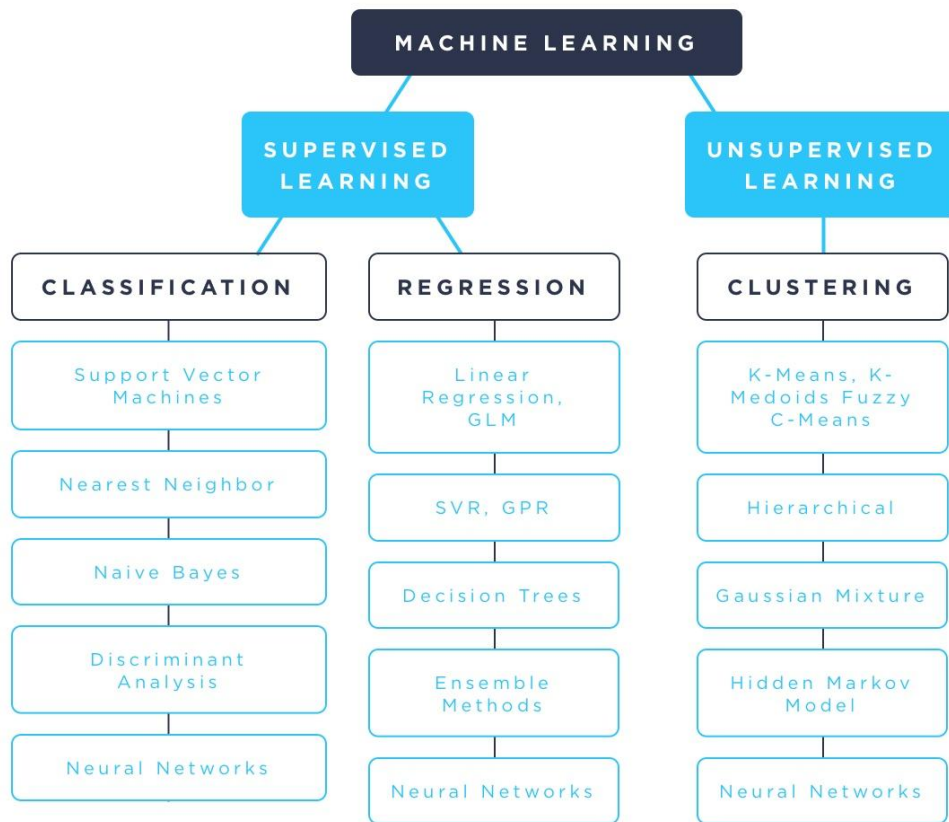 MACHINE LEARNING
SUPERVISED
LEARNING
UNSUPERVISED
LEARNING
CLASSIFICATION
Support Vector
Machines
Nearest Neighbor
Naive Bayes
Discriminant
Analysis
Neural Networks
REGRESSION
Linear
Regression,
GLM
SVR, GPR
Decision Trees
Ensemble
Methods
Neural Networks
CLUSTERING
K-Means, K-
Medoids Fuzzy
C-Means
Hierarchical
Gaussian Mixture
Hidden Markov
Model
Neural Networks